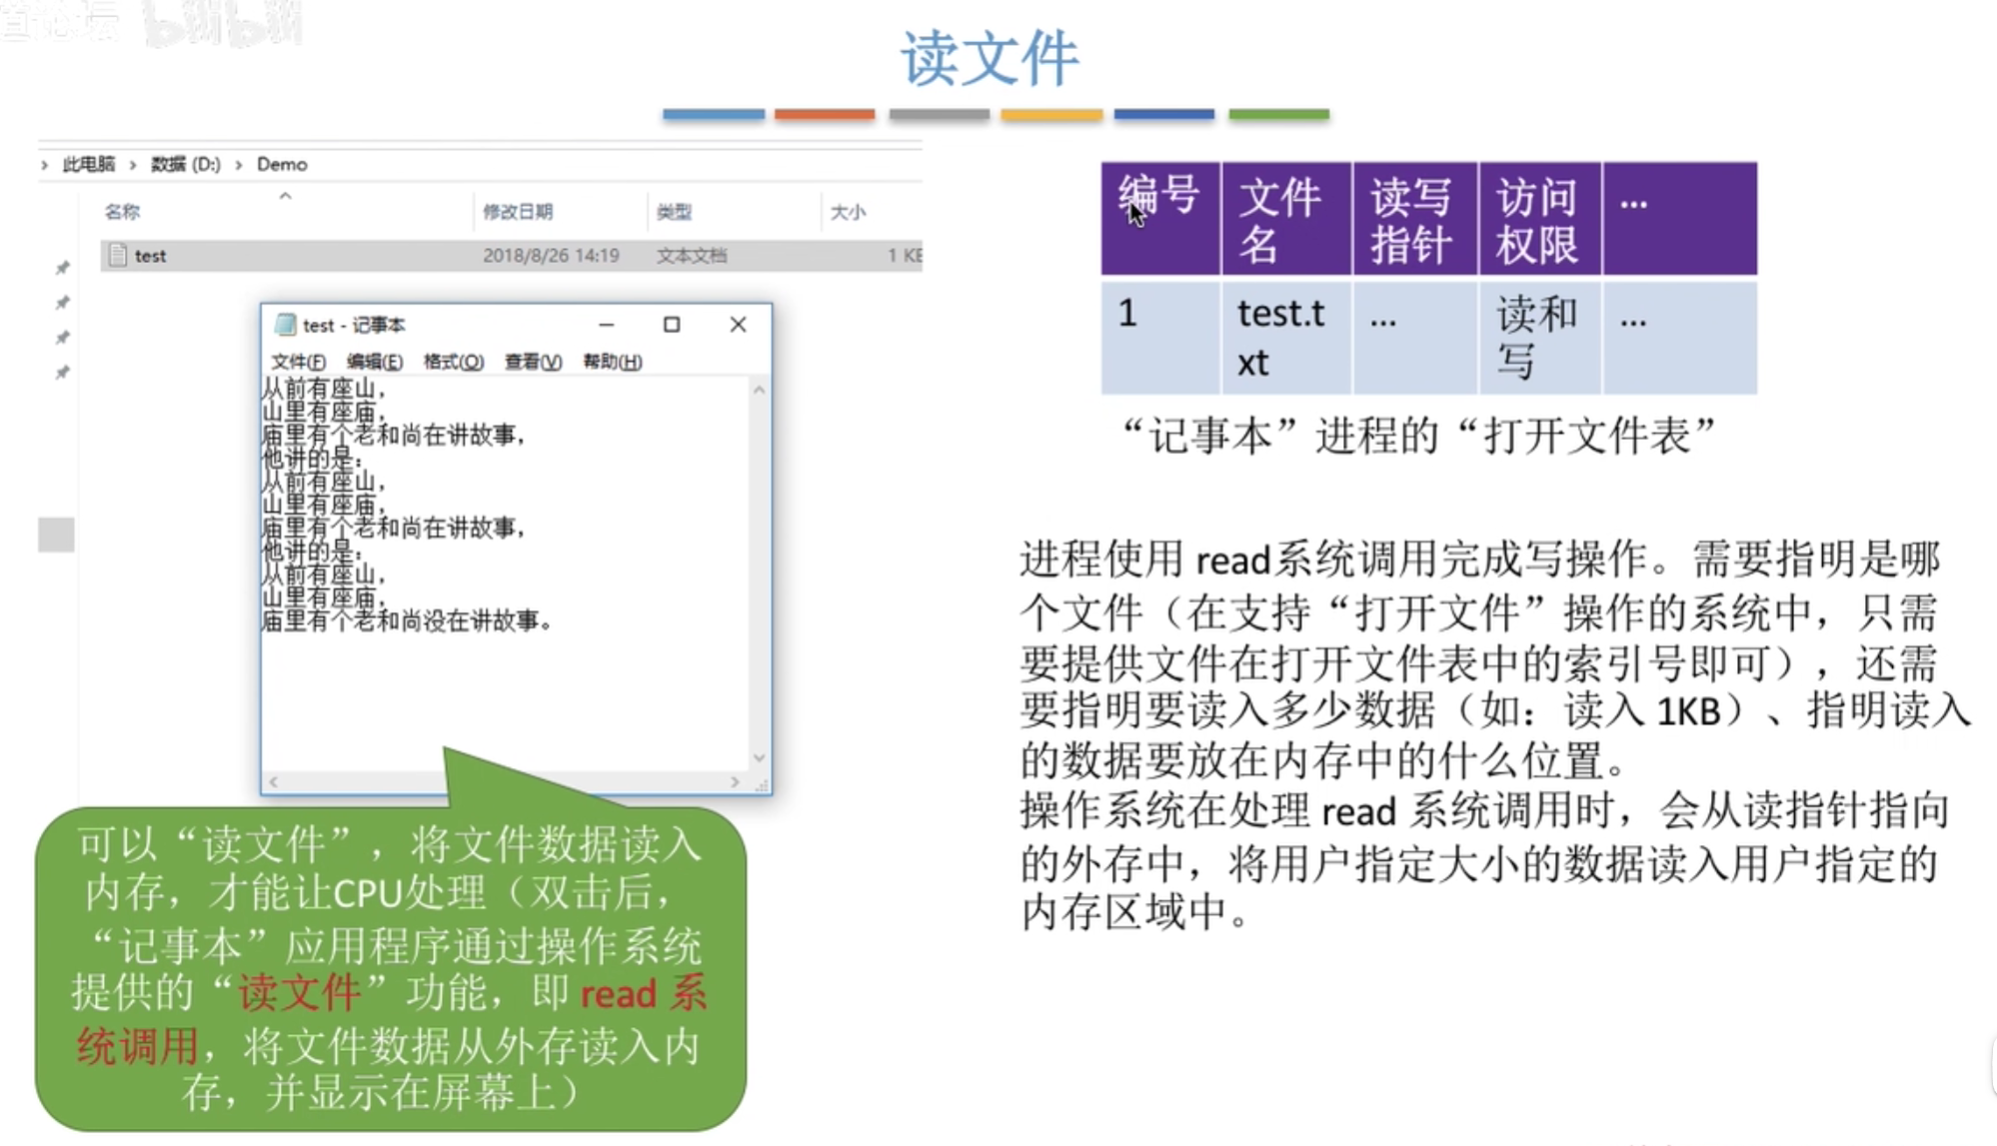 bilibili
读文件
此电脑 > 数据 (D:) > Demo
名称 修改日期 类型 大小
test 2018/8/26 14:19 文本文档 1 KB
test - 记事本
文件(F) 编辑(E) 格式(O) 查看(V) 帮助(H)
从前有座山，
山里有座庙，
庙里有个老和尚在讲故事，
他讲的是：
从前有座山，
山里有座庙，
庙里有个老和尚在讲故事，
他讲的是：
从前有座山，
山里有座庙，
庙里有个老和尚没在讲故事。
可以“读文件”，将文件数据读入
内存，才能让CPU处理（双击后，
“记事本”应用程序通过操作系统
提供的“读文件”功能，即 read 系
统调用，将文件数据从外存读入内
存，并显示在屏幕上）
编号 文件名 读写指针 访问权限 ...
1 test.txt ... 读和写 ...
“记事本”进程的“打开文件表”
进程使用 read系统调用完成写操作。需要指明是哪
个文件（在支持“打开文件”操作的系统中，只需
要提供文件在打开文件表中的索引号即可），还需
要指明要读入多少数据（如：读入 1KB）、指明读入
的数据要放在内存中的什么位置。
操作系统在处理 read 系统调用时，会从读指针指向
的外存中，将用户指定大小的数据读入用户指定的
内存区域中。